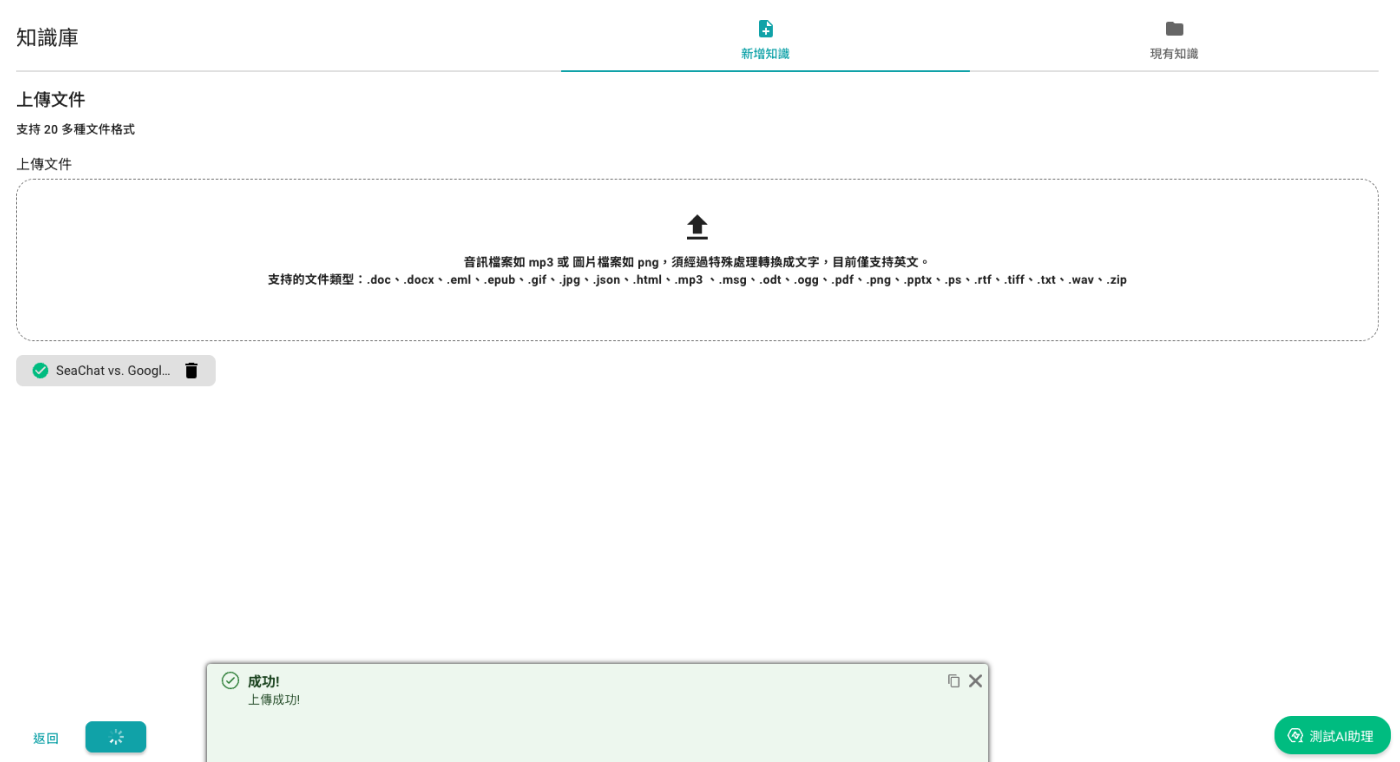 知識庫
新增知識
現有知識
上傳文件
支持 20 多種文件格式
上傳文件
音訊檔案如 mp3 或 圖片檔案如 png，須經過特殊處理轉換成文字，目前僅支持英文。
支持的文件類型：.doc、.docx、.eml、.epub、.gif、.jpg、.json、.html、.mp3 、.msg、.odt、.ogg、.pdf、.png、.pptx、.ps、.rtf、.tiff、.txt、.wav、.zip
SeaChat vs. Googl...
成功!
上傳成功!
返回
測試AI助理